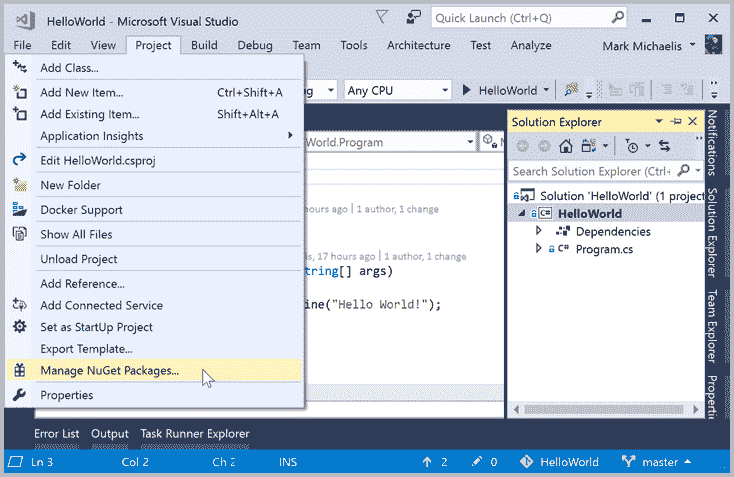 HelloWorld - Microsoft Visual Studio
Quick Launch (Ctrl+Q)
File Edit View Project Build Debug Team Tools Architecture Test Analyze Mark Michaelis
Any CPU HelloWorld
Add Class...
Add New Item... Ctrl+Shift+A
Add Existing Item... Shift+Alt+A
Application Insights
Edit HelloWorld.csproj
New Folder
Docker Support
Show All Files
Unload Project
Add Reference...
Add Connected Service
Set as StartUp Project
Export Template...
Manage NuGet Packages...
Properties
World.Program
hours ago | 1 author, 1 change
s, 17 hours ago | 1 author, 1 change
tring[] args)
ine("Hello World!");
Solution Explorer
Search Solution Explorer (Ctrl+
Solution 'HelloWorld' (1 project
HelloWorld
Dependencies
C# Program.cs
Notifications
Solution Explorer
Team Explorer
Properties
Error List Output Task Runner Explorer
Ln 3 Col 2 Ch 2 INS 2 0 HelloWorld master